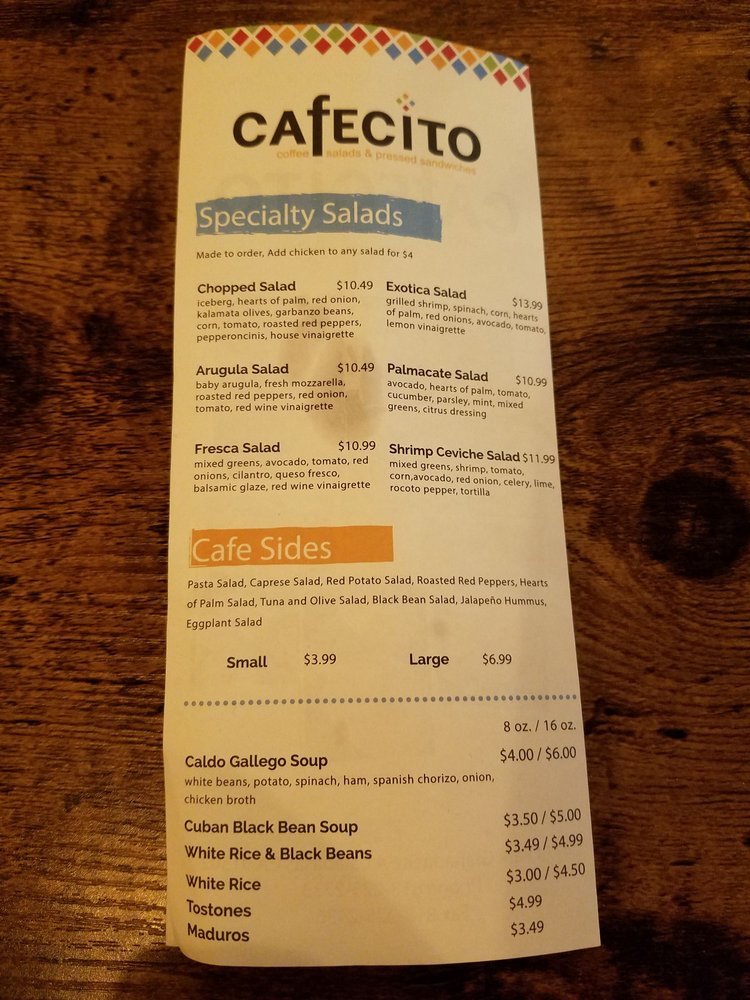 CAfECiTO
coffee salads & pressed sandwiches
Specialty Salads
Made to order, Add chicken to any salad for $4
Chopped Salad $10.49
iceberg, hearts of palm, red onion,
kalamata olives, garbanzo beans,
corn, tomato, roasted red peppers,
pepperoncinis, house vinaigrette
Exotica Salad $13.99
grilled shrimp, spinach, corn, hearts
of palm, red onions, avocado, tomato,
lemon vinaigrette
Arugula Salad $10.49
baby arugula, fresh mozzarella,
roasted red peppers, red onion,
tomato, red wine vinaigrette
Palmacate Salad $10.99
avocado, hearts of palm, tomato,
cucumber, parsley, mint, mixed
greens, citrus dressing
Fresca Salad $10.99
mixed greens, avocado, tomato, red
onions, cilantro, queso fresco,
balsamic glaze, red wine vinaigrette
Shrimp Ceviche Salad $11.99
mixed greens, shrimp, tomato,
corn,avocado, red onion, celery, lime,
rocoto pepper, tortilla
Cafe Sides
Pasta Salad, Caprese Salad, Red Potato Salad, Roasted Red Peppers, Hearts
of Palm Salad, Tuna and Olive Salad, Black Bean Salad, Jalapeño Hummus,
Eggplant Salad
Small $3.99 Large $6.99
8 oz. / 16 oz.
Caldo Gallego Soup $4.00 / $6.00
white beans, potato, spinach, ham, spanish chorizo, onion,
chicken broth
Cuban Black Bean Soup $3.50 / $5.00
White Rice & Black Beans $3.49 / $4.99
White Rice $3.00 / $4.50
Tostones $4.99
Maduros $3.49